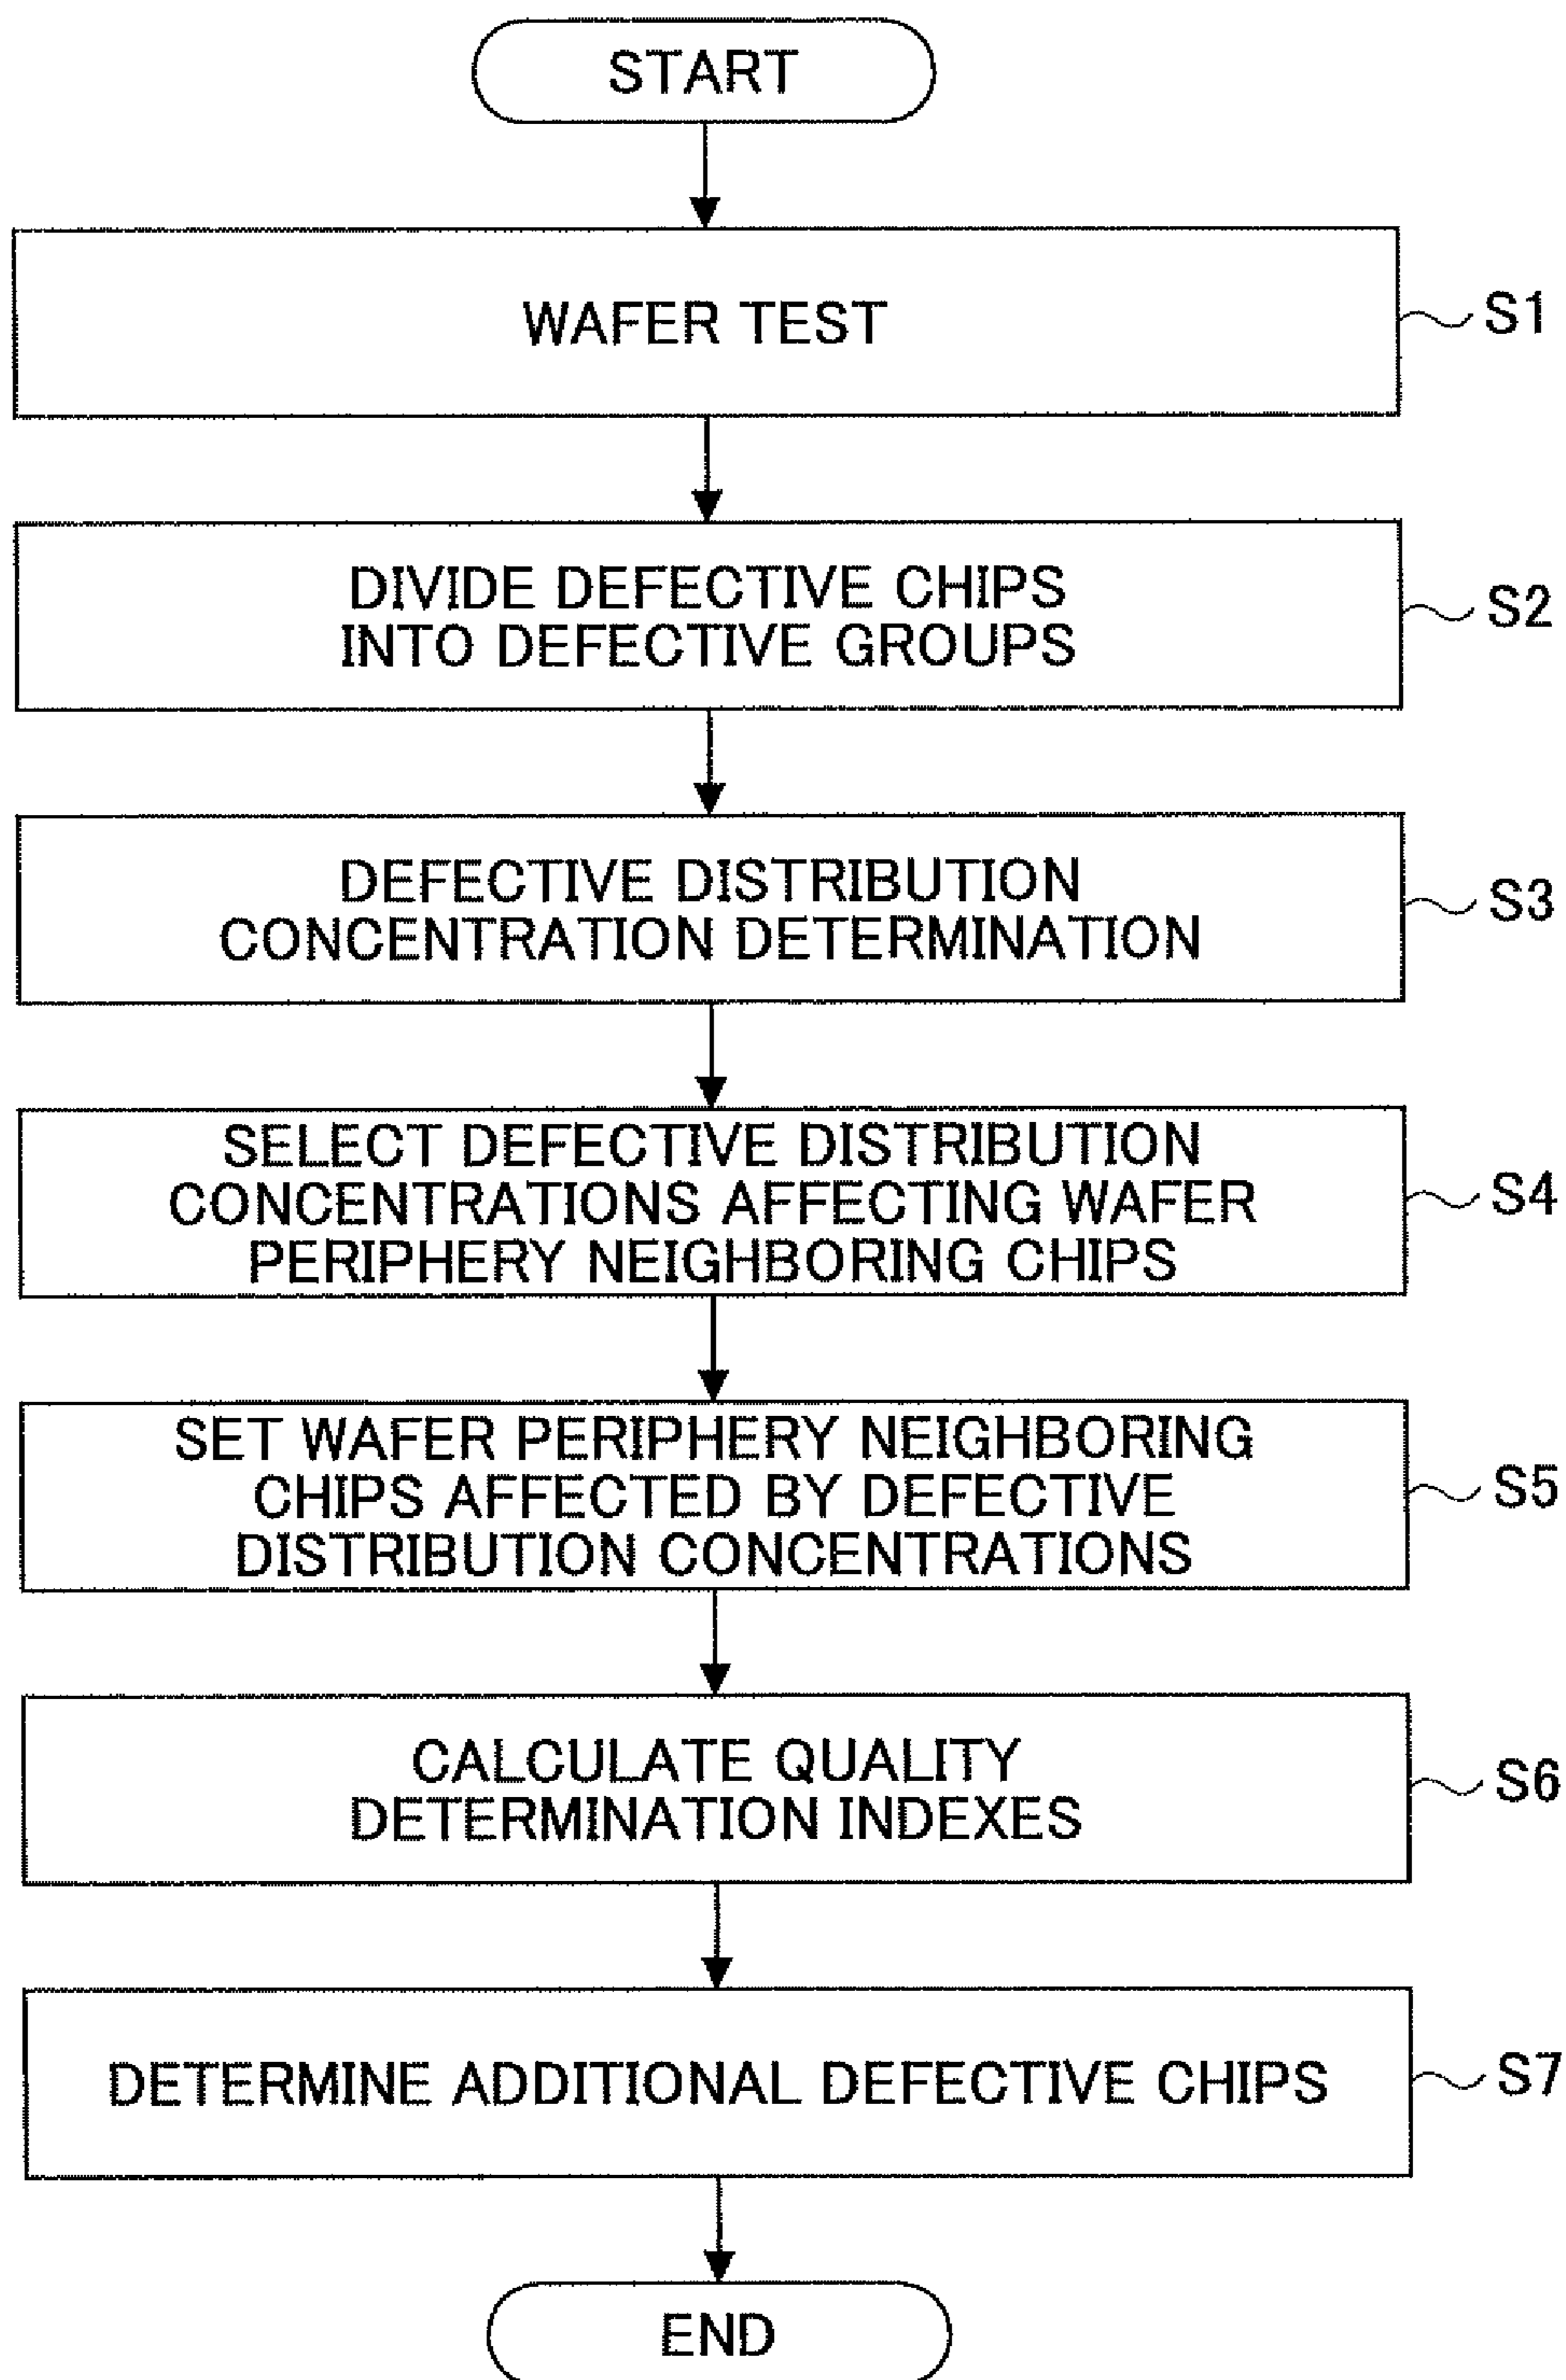 START
WAFER TEST
S1
DIVIDE DEFECTIVE CHIPS
INTO DEFECTIVE GROUPS
S2
DEFECTIVE DISTRIBUTION
CONCENTRATION DETERMINATION
S3
SELECT DEFECTIVE DISTRIBUTION
CONCENTRATIONS AFFECTING WAFER
PERIPHERY NEIGHBORING CHIPS
S4
SET WAFER PERIPHERY NEIGHBORING
CHIPS AFFECTED BY DEFECTIVE
DISTRIBUTION CONCENTRATIONS
S5
CALCULATE QUALITY
DETERMINATION INDEXES
S6
DETERMINE ADDITIONAL DEFECTIVE CHIPS
S7
END